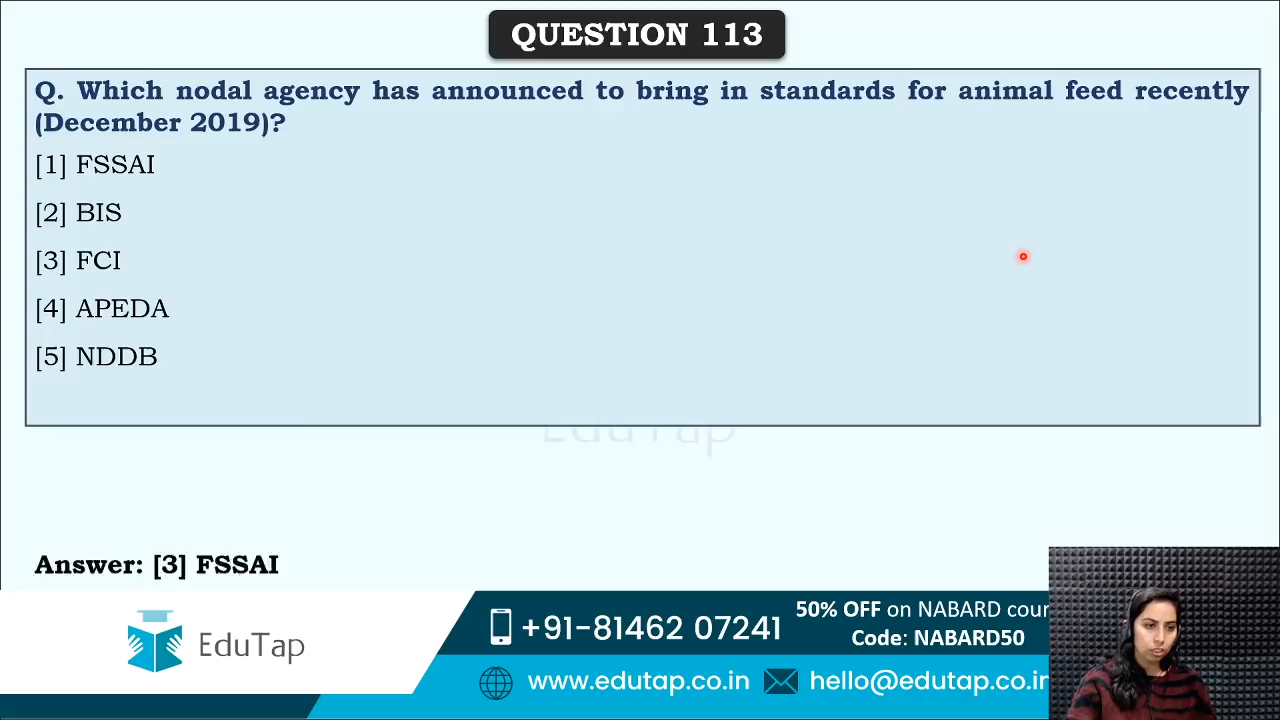 QUESTION 113
Q. Which nodal agency has announced to bring in standards for animal feed recently
(December 2019)?
[1] FSSAI
[2] BIS
[3] FCI
[4] APEDA
[5] NDDB
EduTap
Answer: [3] FSSAI
EduTap
+91-81462 07241
50% OFF on NABARD cour
Code: NABARD50
www.edutap.co.in
hello@edutap.co.in